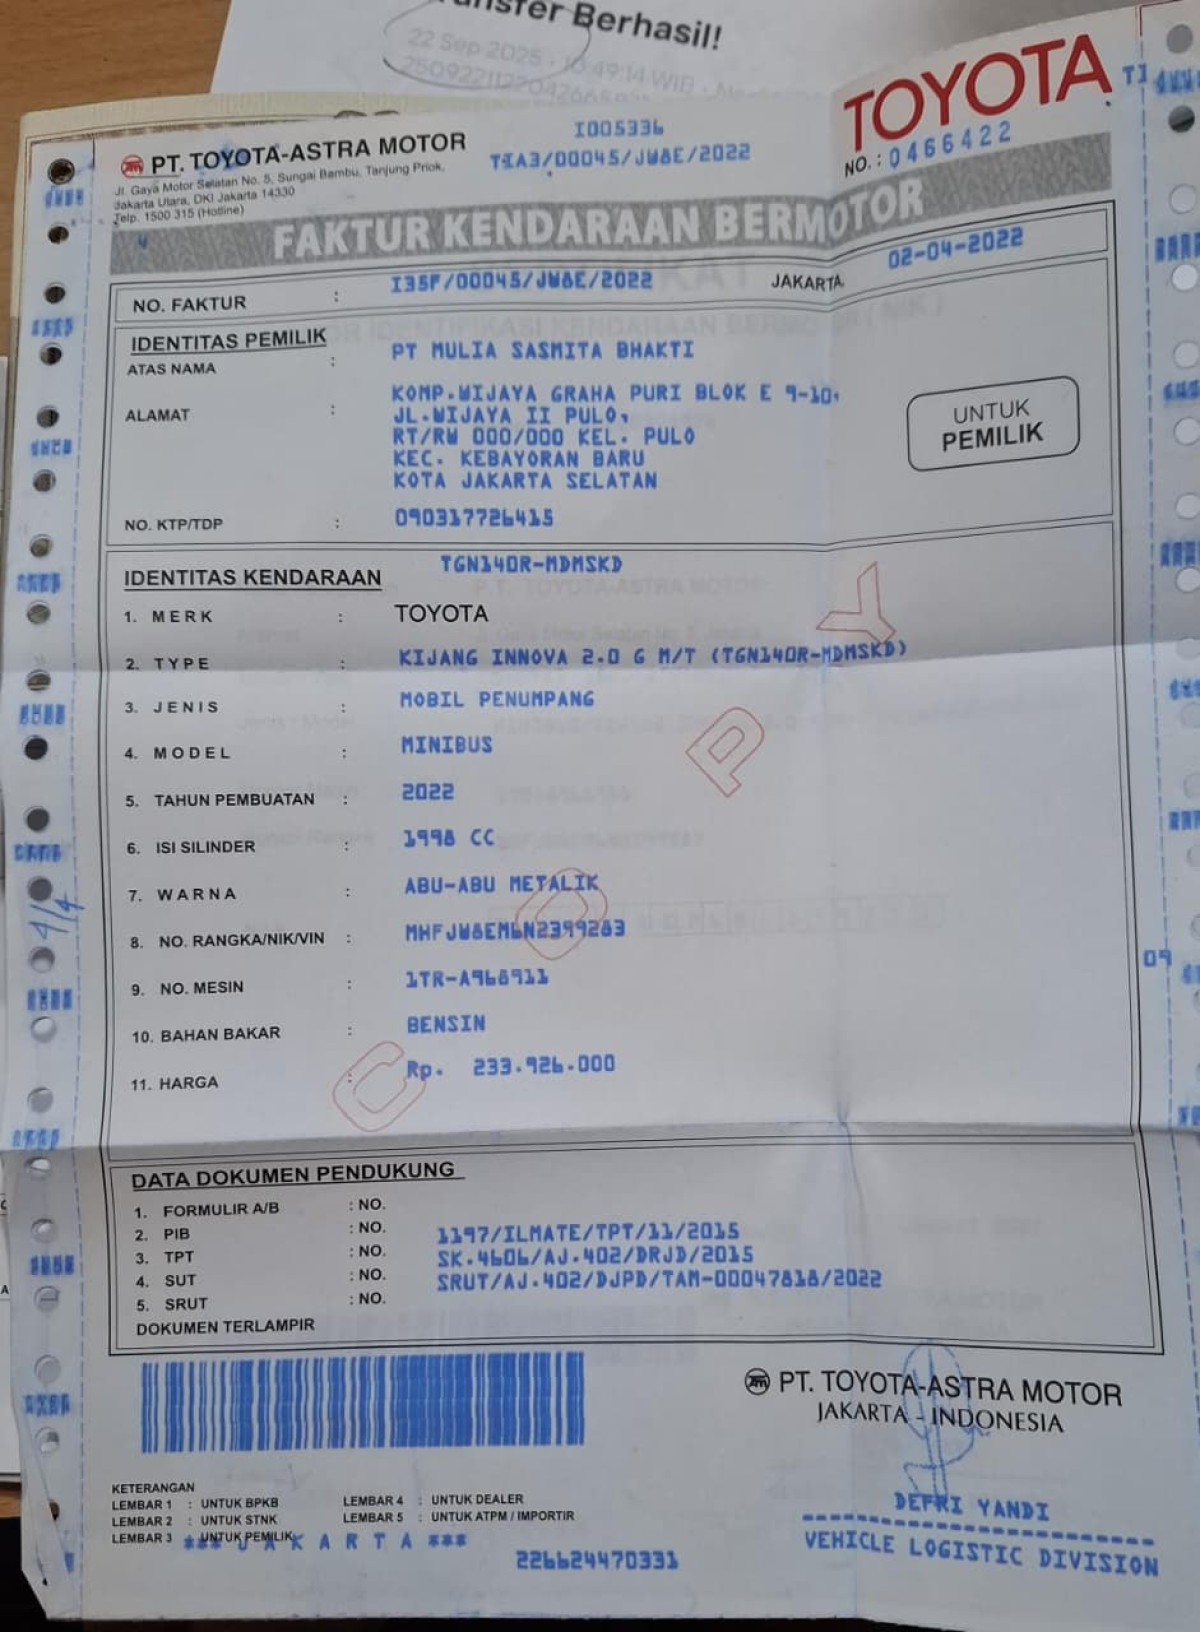 Transfer Berhasil!
22 Sep 2025 · 10:49:14 WIB ·
PT. TOYOTA-ASTRA MOTOR
Jl. Gaya Motor Selatan No. 5, Sungai Bambu, Tanjung Priok,
Jakarta Utara, DKI Jakarta 14330
Telp. 1500 315 (Hotline)
I005336
TIA3/00045/JW8E/2022
TOYOTA
NO.: 0466422
FAKTUR KENDARAAN BERMOTOR
NO. FAKTUR : I35F/00045/JW8E/2022 JAKARTA, 02-04-2022
IDENTITAS PEMILIK
ATAS NAMA : PT MULIA SASMITA BHAKTI
ALAMAT : KOMP.WIJAYA GRAHA PURI BLOK E 9-10,
JL.WIJAYA II PULO,
RT/RW 000/000 KEL. PULO
KEC. KEBAYORAN BARU
KOTA JAKARTA SELATAN
UNTUK
PEMILIK
NO. KTP/TDP : 090317726415
TGN140R-MDMSKD
IDENTITAS KENDARAAN
1. MERK : TOYOTA
2. TYPE : KIJANG INNOVA 2.0 G M/T (TGN140R-MDMSKD)
3. JENIS : MOBIL PENUMPANG
4. MODEL : MINIBUS
5. TAHUN PEMBUATAN : 2022
6. ISI SILINDER : 1998 CC
7. WARNA : ABU-ABU METALIK
8. NO. RANGKA/NIK/VIN : MHFJW8EM6N2399283
9. NO. MESIN : 1TR-A968911
10. BAHAN BAKAR : BENSIN
11. HARGA : Rp. 233.926.000
COPY
4/4
09
DATA DOKUMEN PENDUKUNG
1. FORMULIR A/B : NO.
2. PIB : NO.
3. TPT : NO. 1197/ILMATE/TPT/11/2015
4. SUT : NO. SK.4606/AJ.402/DRJD/2015
5. SRUT : NO. SRUT/AJ.402/DJPD/TAM-00047818/2022
DOKUMEN TERLAMPIR
PT. TOYOTA-ASTRA MOTOR
JAKARTA - INDONESIA
DEFRI YANDI
VEHICLE LOGISTIC DIVISION
KETERANGAN
LEMBAR 1 : UNTUK BPKB LEMBAR 4 : UNTUK DEALER
LEMBAR 2 : UNTUK STNK LEMBAR 5 : UNTUK ATPM / IMPORTIR
LEMBAR 3 : UNTUK PEMILIK
*** J A K A R T A ***
226624470331